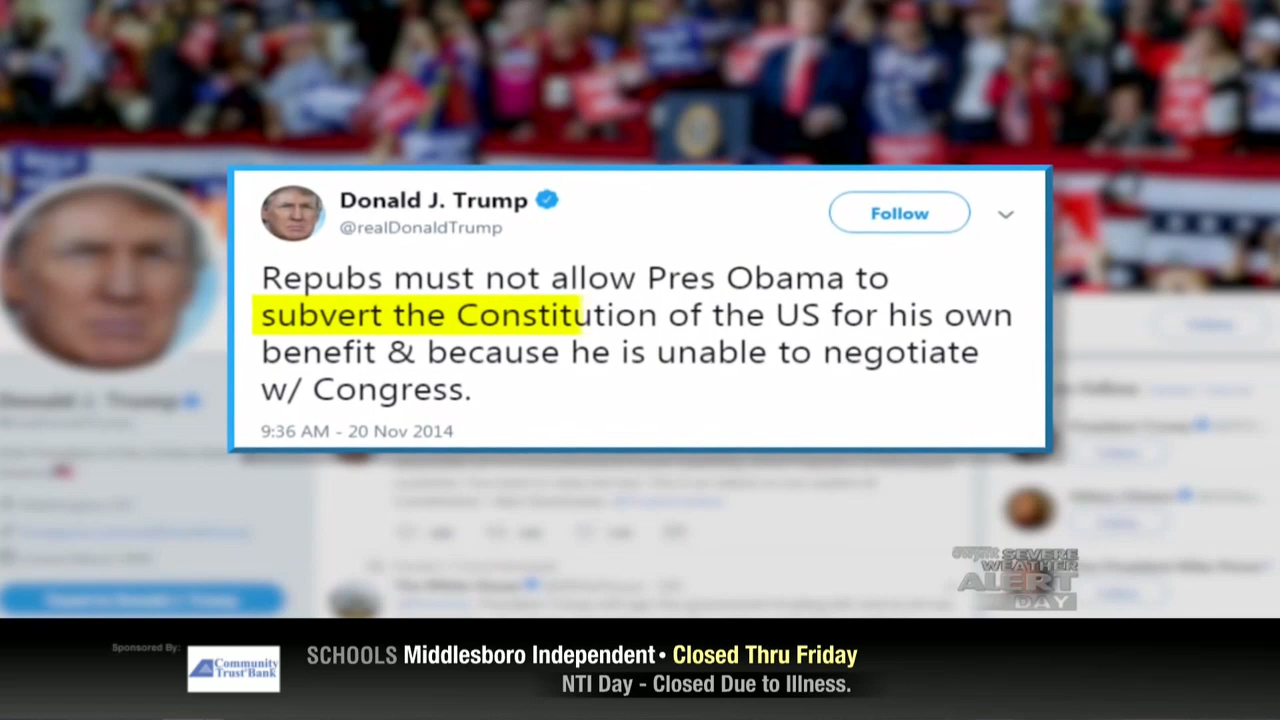 Donald J. Trump
@realDonaldTrump
Follow
Repubs must not allow Pres Obama to
subvert the Constitution of the US for his own
benefit & because he is unable to negotiate
w/ Congress.
9:36 AM - 20 Nov 2014
SEVERE
WEATHER
ALERT
DAY
Sponsored By:
Community
Trust Bank
SCHOOLS Middlesboro Independent • Closed Thru Friday
NTI Day - Closed Due to Illness.